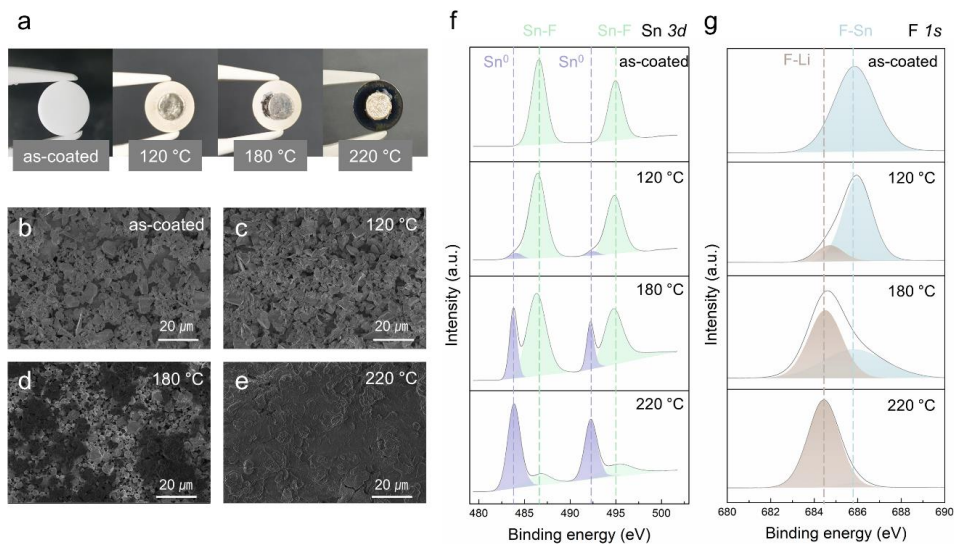 a
as-coated
120 °C
180 °C
220 °C
b
as-coated
20 μm
c
120 °C
20 μm
d
180 °C
20 μm
e
220 °C
20 μm
f
Sn-F
Sn-F
Sn 3d
Sn⁰
Sn⁰
as-coated
120 °C
180 °C
220 °C
Intensity (a.u.)
480
485
490
495
500
Binding energy (eV)
g
F-Sn
F 1s
F-Li
as-coated
120 °C
180 °C
220 °C
Intensity (a.u.)
680
682
684
686
688
690
Binding energy (eV)